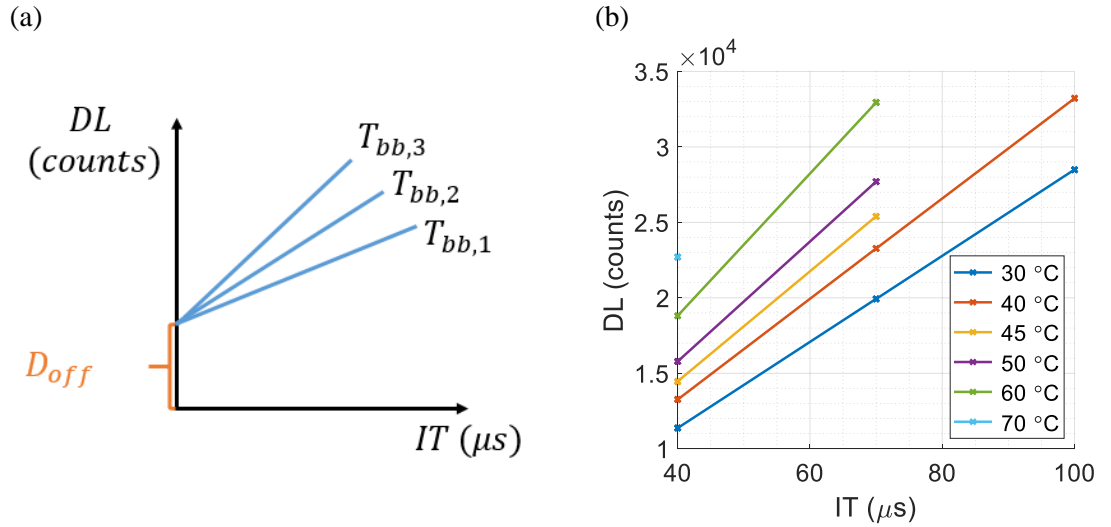 (a)
DL
(counts)
T_{bb,3}
T_{bb,2}
T_{bb,1}
D_{off}
IT (μs)
(b)
×10^4
3.5
3
2.5
2
1.5
1
DL (counts)
40
60
80
100
IT (μs)
30 °C
40 °C
45 °C
50 °C
60 °C
70 °C